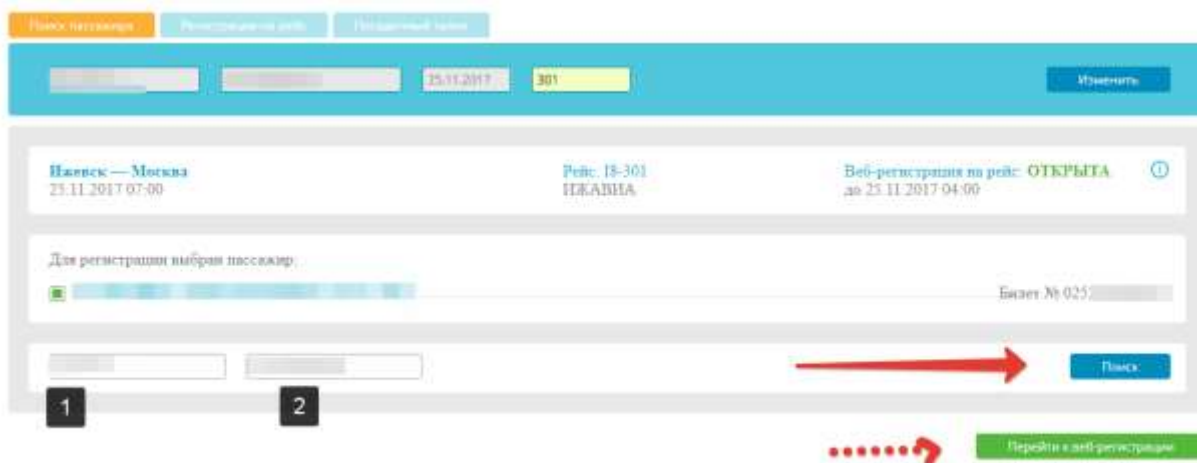 Поиск пассажира
Регистрация на рейс
Посадочный талон
25.11.2017
301
Изменить
Ижевск — Москва
25.11.2017 07:00
Рейс: I8-301
ИЖАВИА
Веб-регистрация на рейс: ОТКРЫТА
до 25.11.2017 04:00
Для регистрации выбран пассажир:
Билет № 025
Поиск
1
2
Перейти к веб-регистрации